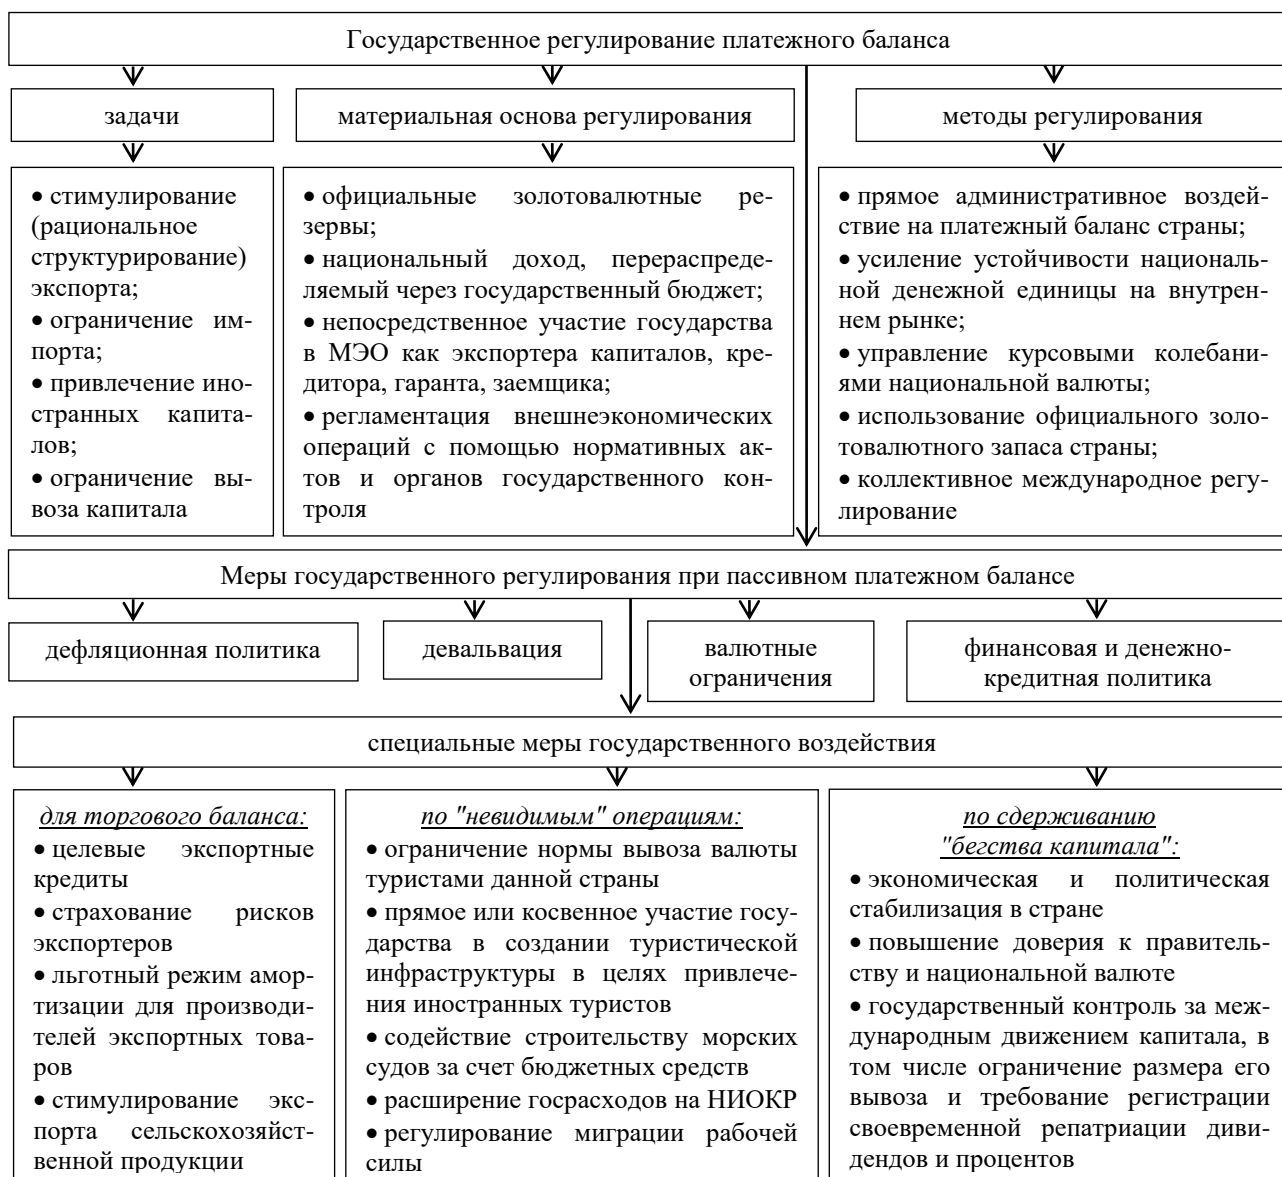 Государственное регулирование платежного баланса
задачи
материальная основа регулирования
методы регулирования
• стимулирование
(рациональное
структурирование)
экспорта;
• ограничение им-
порта;
• привлечение ино-
странных капита-
лов;
• ограничение вы-
воза капитала
• официальные золотовалютные ре-
зервы;
• национальный доход, перераспреде-
ляемый через государственный бюджет;
• непосредственное участие государства
в МЭО как экспортера капиталов, кре-
дитора, гаранта, заемщика;
• регламентация внешнеэкономических
операций с помощью нормативных ак-
тов и органов государственного кон-
троля
• прямое административное воздей-
ствие на платежный баланс страны;
• усиление устойчивости националь-
ной денежной единицы на внутрен-
нем рынке;
• управление курсовыми колебани-
ями национальной валюты;
• использование официального золо-
товалютного запаса страны;
• коллективное международное регу-
лирование
Меры государственного регулирования при пассивном платежном балансе
дефляционная политика
девальвация
валютные
ограничения
финансовая и денежно-
кредитная политика
специальные меры государственного воздействия
для торгового баланса:
• целевые экспортные
кредиты
• страхование рисков
экспортеров
• льготный режим амор-
тизации для производи-
телей экспортных това-
ров
• стимулирование экс-
порта сельскохозяйст-
венной продукции
по "невидимым" операциям:
• ограничение нормы вывоза валюты
туристами данной страны
• прямое или косвенное участие госу-
дарства в создании туристической
инфраструктуры в целях привлече-
ния иностранных туристов
• содействие строительству морских
судов за счет бюджетных средств
• расширение госрасходов на НИОКР
• регулирование миграции рабочей
силы
по сдерживанию
"бегства капитала":
• экономическая и политическая
стабилизация в стране
• повышение доверия к правитель-
ству и национальной валюте
• государственный контроль за меж-
дународным движением капитала, в
том числе ограничение размера его
вывоза и требование регистрации
своевременной репатриации диви-
дендов и процентов